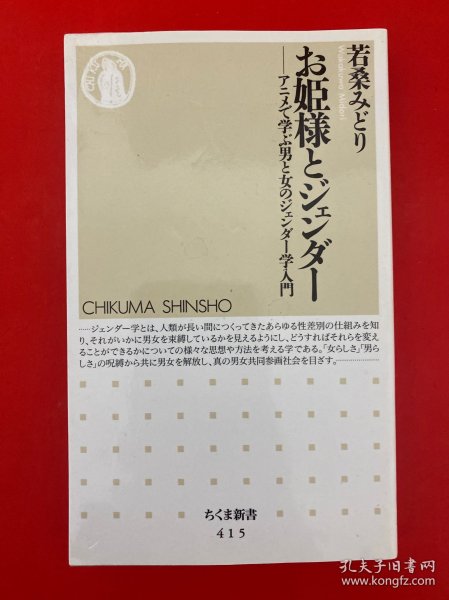 若桑みどり
Wakakuwa Midori
お姫様とジェンダー
──アニメで学ぶ男と女のジェンダー学入門
CHIKUMA SHINSHO
……ジェンダー学とは、人類が長い間につくってきたあらゆる性差別の仕組みを知
り、それがいかに男女を束縛しているかを見えるようにし、どうすればそれらを変え
ることができるかについての様々な思想や方法を考える学である。「女らしさ」「男ら
しさ」の呪縛から共に男女を解放し、真の男女共同参画社会を目ざす。……………
ちくま新書
415
孔夫子旧书网
www.kongfz.com